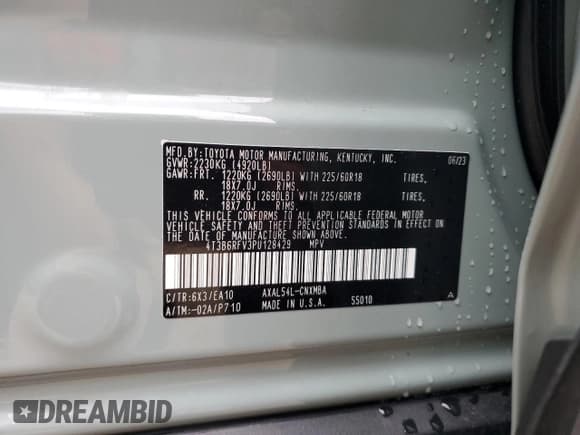 MFD.BY:TOYOTA MOTOR MANUFACTURING, KENTUCKY, INC. 06/23
GVWR:2230KG (4920LB)
GAWR:FRT. 1220KG (2690LB) WITH 225/60R18 TIRES,
18X7.0J RIMS.
RR. 1220KG (2690LB) WITH 225/60R18 TIRES,
18X7.0J RIMS.
THIS VEHICLE CONFORMS TO ALL APPLICABLE FEDERAL MOTOR
VEHICLE SAFETY AND THEFT PREVENTION STANDARDS IN EFFECT ON
DATE OF MANUFACTURE SHOWN ABOVE.
4T3B6RFV3PU128429 MPV
C/TR:6X3/EA10 AXAL54L-CNXMBA
A/TM:-02A/P710 MADE IN U.S.A. 55010
DREAMBID